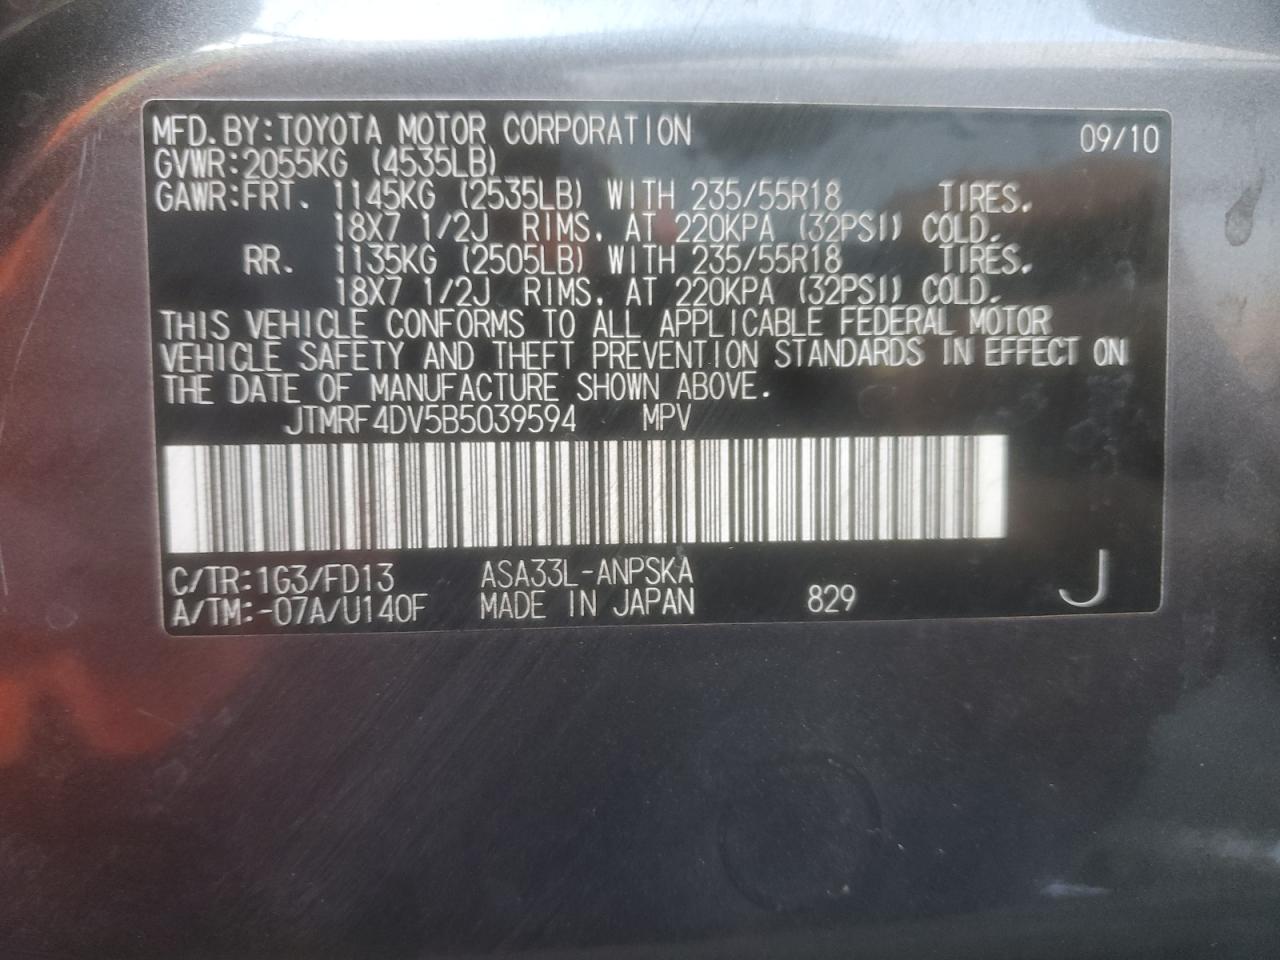 MFD.BY:TOYOTA MOTOR CORPORATION 09/10
GVWR:2055KG (4535LB)
GAWR:FRT. 1145KG (2535LB) WITH 235/55R18 TIRES.
18X7 1/2J RIMS, AT 220KPA (32PSI) COLD.
RR. 1135KG (2505LB) WITH 235/55R18 TIRES.
18X7 1/2J RIMS, AT 220KPA (32PSI) COLD.
THIS VEHICLE CONFORMS TO ALL APPLICABLE FEDERAL MOTOR
VEHICLE SAFETY AND THEFT PREVENTION STANDARDS IN EFFECT ON
THE DATE OF MANUFACTURE SHOWN ABOVE.
JTMRF4DV5B5039594 MPV
C/TR:1G3/FD13 ASA33L-ANPSKA
A/TM:-07A/U140F MADE IN JAPAN 829 J